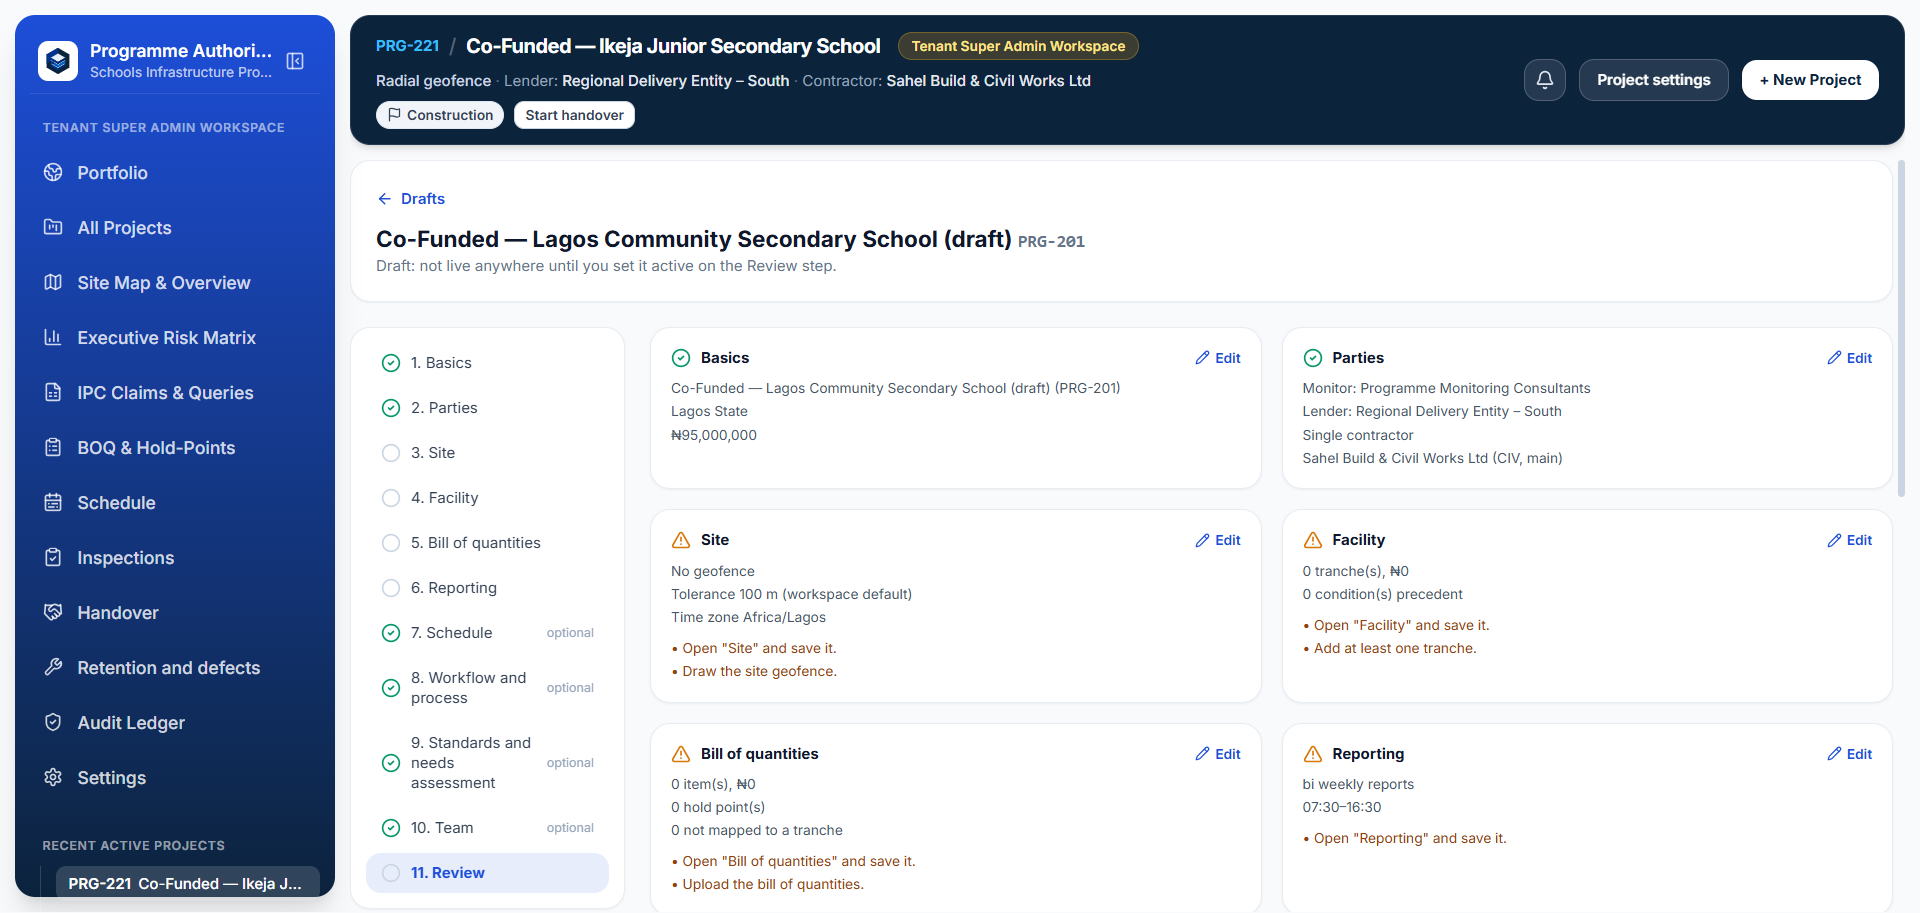 Programme Authori...
Schools Infrastructure Pro...
TENANT SUPER ADMIN WORKSPACE
Portfolio
All Projects
Site Map & Overview
Executive Risk Matrix
IPC Claims & Queries
BOQ & Hold-Points
Schedule
Inspections
Handover
Retention and defects
Audit Ledger
Settings
RECENT ACTIVE PROJECTS
PRG-221 Co-Funded — Ikeja J...
PRG-221 / Co-Funded — Ikeja Junior Secondary School Tenant Super Admin Workspace
Radial geofence · Lender: Regional Delivery Entity – South · Contractor: Sahel Build & Civil Works Ltd
Construction Start handover
Project settings
+ New Project
Drafts
Co-Funded — Lagos Community Secondary School (draft) PRG-201
Draft: not live anywhere until you set it active on the Review step.
1. Basics
2. Parties
3. Site
4. Facility
5. Bill of quantities
6. Reporting
7. Schedule optional
8. Workflow and
process
optional
9. Standards and
needs
assessment
optional
10. Team optional
11. Review
Basics Edit
Co-Funded — Lagos Community Secondary School (draft) (PRG-201)
Lagos State
₦95,000,000
Parties Edit
Monitor: Programme Monitoring Consultants
Lender: Regional Delivery Entity – South
Single contractor
Sahel Build & Civil Works Ltd (CIV, main)
Site Edit
No geofence
Tolerance 100 m (workspace default)
Time zone Africa/Lagos
• Open "Site" and save it.
• Draw the site geofence.
Facility Edit
0 tranche(s), ₦0
0 condition(s) precedent
• Open "Facility" and save it.
• Add at least one tranche.
Bill of quantities Edit
0 item(s), ₦0
0 hold point(s)
0 not mapped to a tranche
• Open "Bill of quantities" and save it.
• Upload the bill of quantities.
Reporting Edit
bi weekly reports
07:30–16:30
• Open "Reporting" and save it.